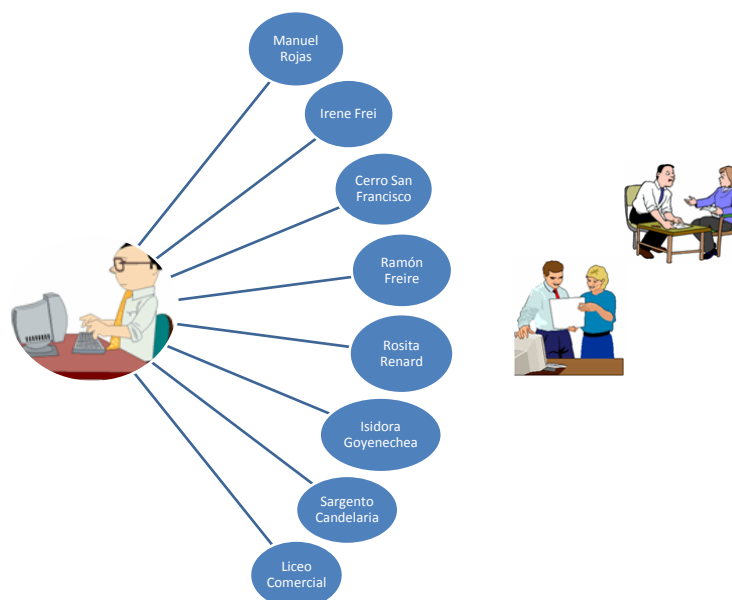 Manuel
Rojas
Irene Frei
Cerro San
Francisco
Ramón
Freire
Rosita
Renard
Isidora
Goyenechea
Sargento
Candelaria
Liceo
Comercial